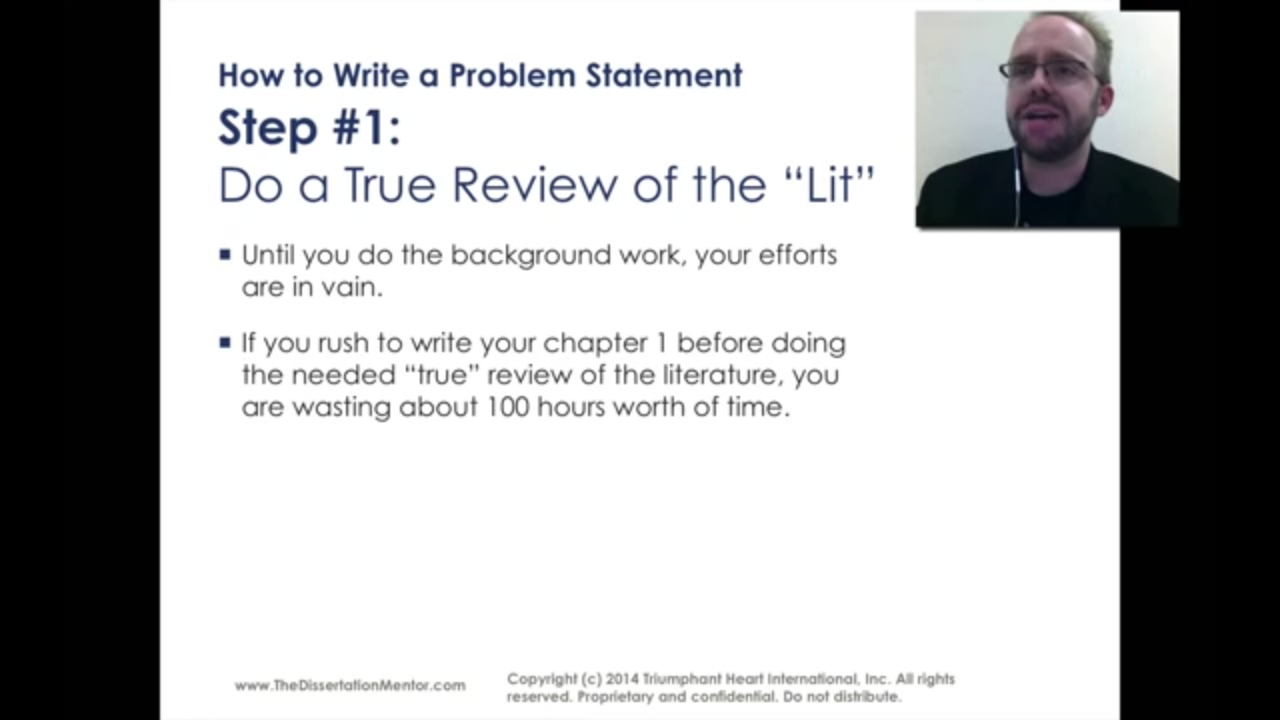 How to Write a Problem Statement
Step #1:
Do a True Review of the “Lit”
Until you do the background work, your efforts
are in vain.
If you rush to write your chapter 1 before doing
the needed “true” review of the literature, you
are wasting about 100 hours worth of time.
www.TheDissertationMentor.com
Copyright (c) 2014 Triumphant Heart International, Inc. All rights
reserved. Proprietary and confidential. Do not distribute.